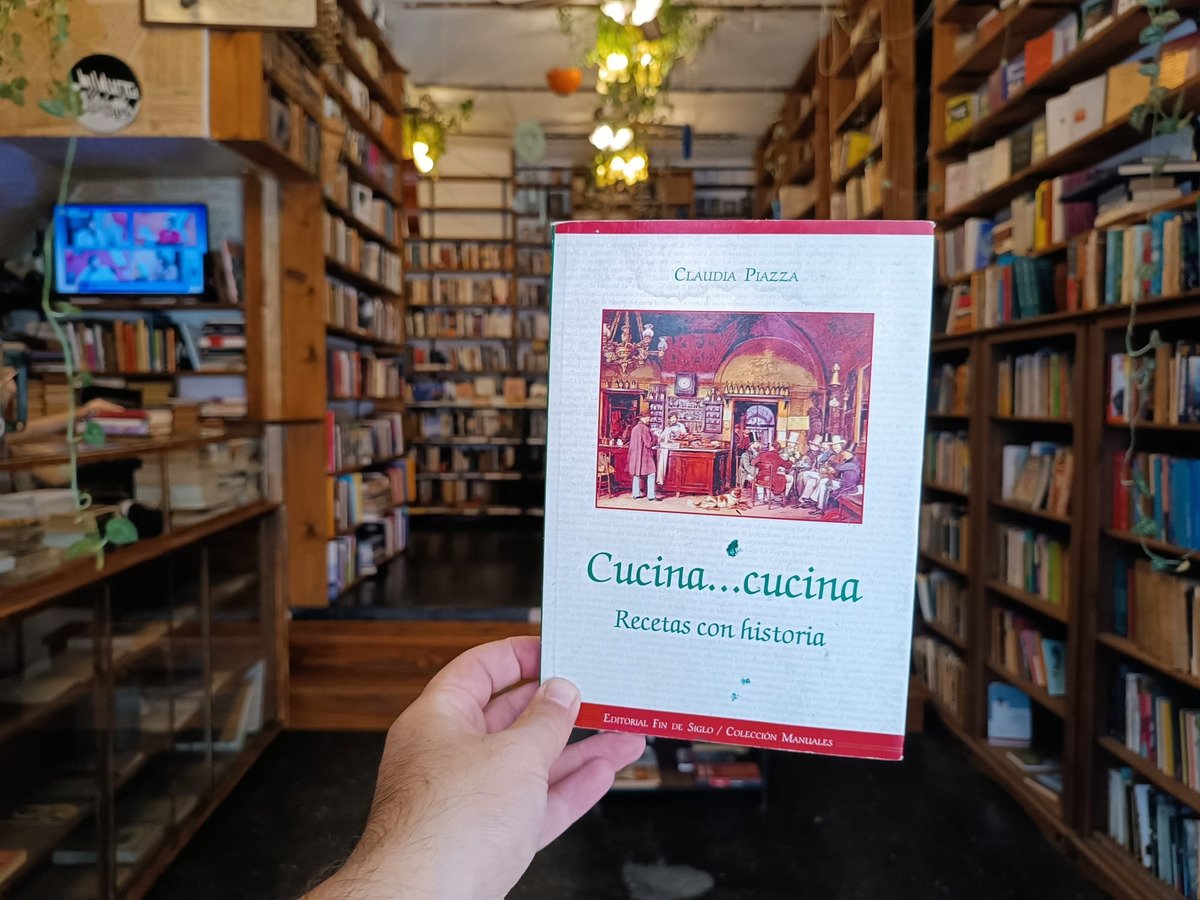 CLAUDIA PIAZZA
Cucina...cucina
Recetas con historia
EDITORIAL FIN DE SIGLO / COLECCIÓN MANUALES